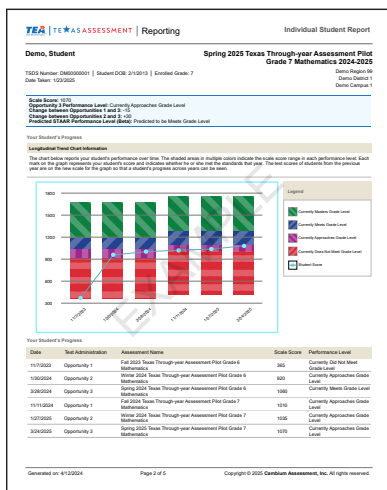 TEA | TEXAS ASSESSMENT | Reporting
Individual Student Report
Demo, Student
Spring 2025 Texas Through-year Assessment Pilot
Grade 7 Mathematics 2024-2025
TSDS Number: DM00000001 | Student DOB: 2/1/2013 | Enrolled Grade: 7
Date Taken: 1/23/2025
Demo Region 99
Demo District 1
Demo Campus 1
Scale Score: 1070
Opportunity 3 Performance Level: Currently Approaches Grade Level
Change between Opportunities 1 and 3: -15
Change between Opportunities 2 and 3: +30
Predicted STAAR Performance Level (Beta): Predicted to be Meets Grade Level
Your Student's Progress
Longitudinal Trend Chart Information
The chart below reports your student's performance over time. The shaded areas in multiple colors indicate the scale score range in each performance level. Each
mark on the graph represents your student's score and indicates whether he or she met the standards that year. The test scores of students from the previous
year are on the new scale for the graph so that a student's progress across years can be seen.
1800
1500
1200
900
600
300
11/7/2023
11/11/2024
Legend
Currently Masters Grade Level
Currently Meets Grade Level
Currently Approaches Grade Level
Currently Does Not Meet Grade Level
Student Score
EXAMPLE
Your Student's Progress
Date Test Administration Assessment Name Scale Score Performance Level
11/7/2023 Opportunity 1 Fall 2023 Texas Through-year Assessment Pilot Grade 6 Mathematics 365 Currently Did Not Meet Grade Level
1/30/2024 Opportunity 2 Winter 2024 Texas Through-year Assessment Pilot Grade 6 Mathematics 920 Currently Approaches Grade Level
3/28/2024 Opportunity 3 Spring 2024 Texas Through-year Assessment Pilot Grade 6 Mathematics 1060 Currently Meets Grade Level
11/11/2024 Opportunity 1 Fall 2024 Texas Through-year Assessment Pilot Grade 7 Mathematics 1010 Currently Approaches Grade Level
1/27/2025 Opportunity 2 Winter 2025 Texas Through-year Assessment Pilot Grade 7 Mathematics 1035 Currently Approaches Grade Level
3/24/2025 Opportunity 3 Spring 2025 Texas Through-year Assessment Pilot Grade 7 Mathematics 1070 Currently Approaches Grade Level
Generated on: 4/12/2024
Page 2 of 5
Copyright © 2025 Cambium Assessment, Inc. All rights reserved.